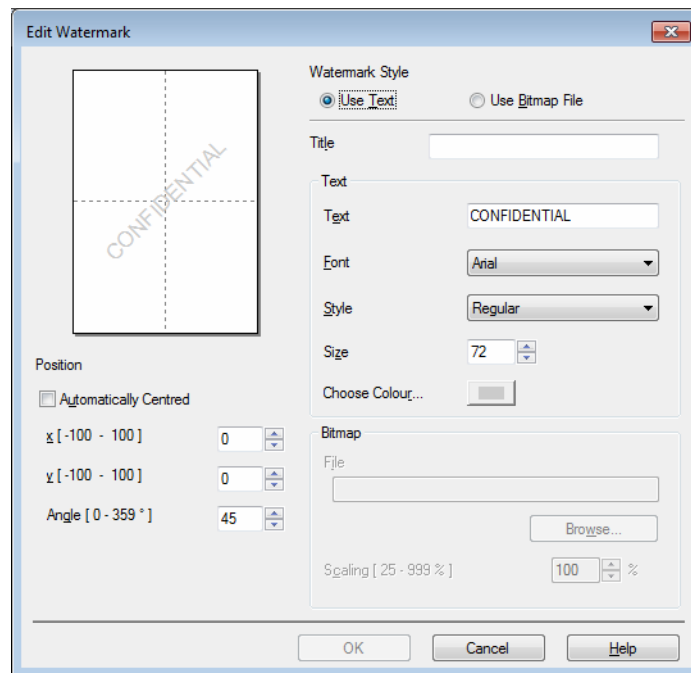 Edit Watermark
CONFIDENTIAL
Position
Automatically Centred
x [ -100 - 100 ] 0
y [ -100 - 100 ] 0
Angle [ 0 - 359 ° ] 45
Watermark Style
Use Text Use Bitmap File
Title
Text
Text CONFIDENTIAL
Font Arial
Style Regular
Size 72
Choose Colour...
Bitmap
File
Browse...
Scaling [ 25 - 999 % ] 100 %
OK Cancel Help